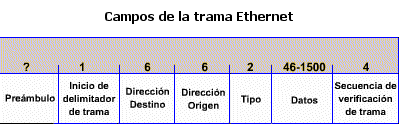 Campos de la trama Ethernet
? 1 6 6 2 46-1500 4
Preámbulo
Inicio de
delimitador
de trama
Dirección
Destino
Dirección
Origen
Tipo
Datos
Secuencia de
verificación
de trama